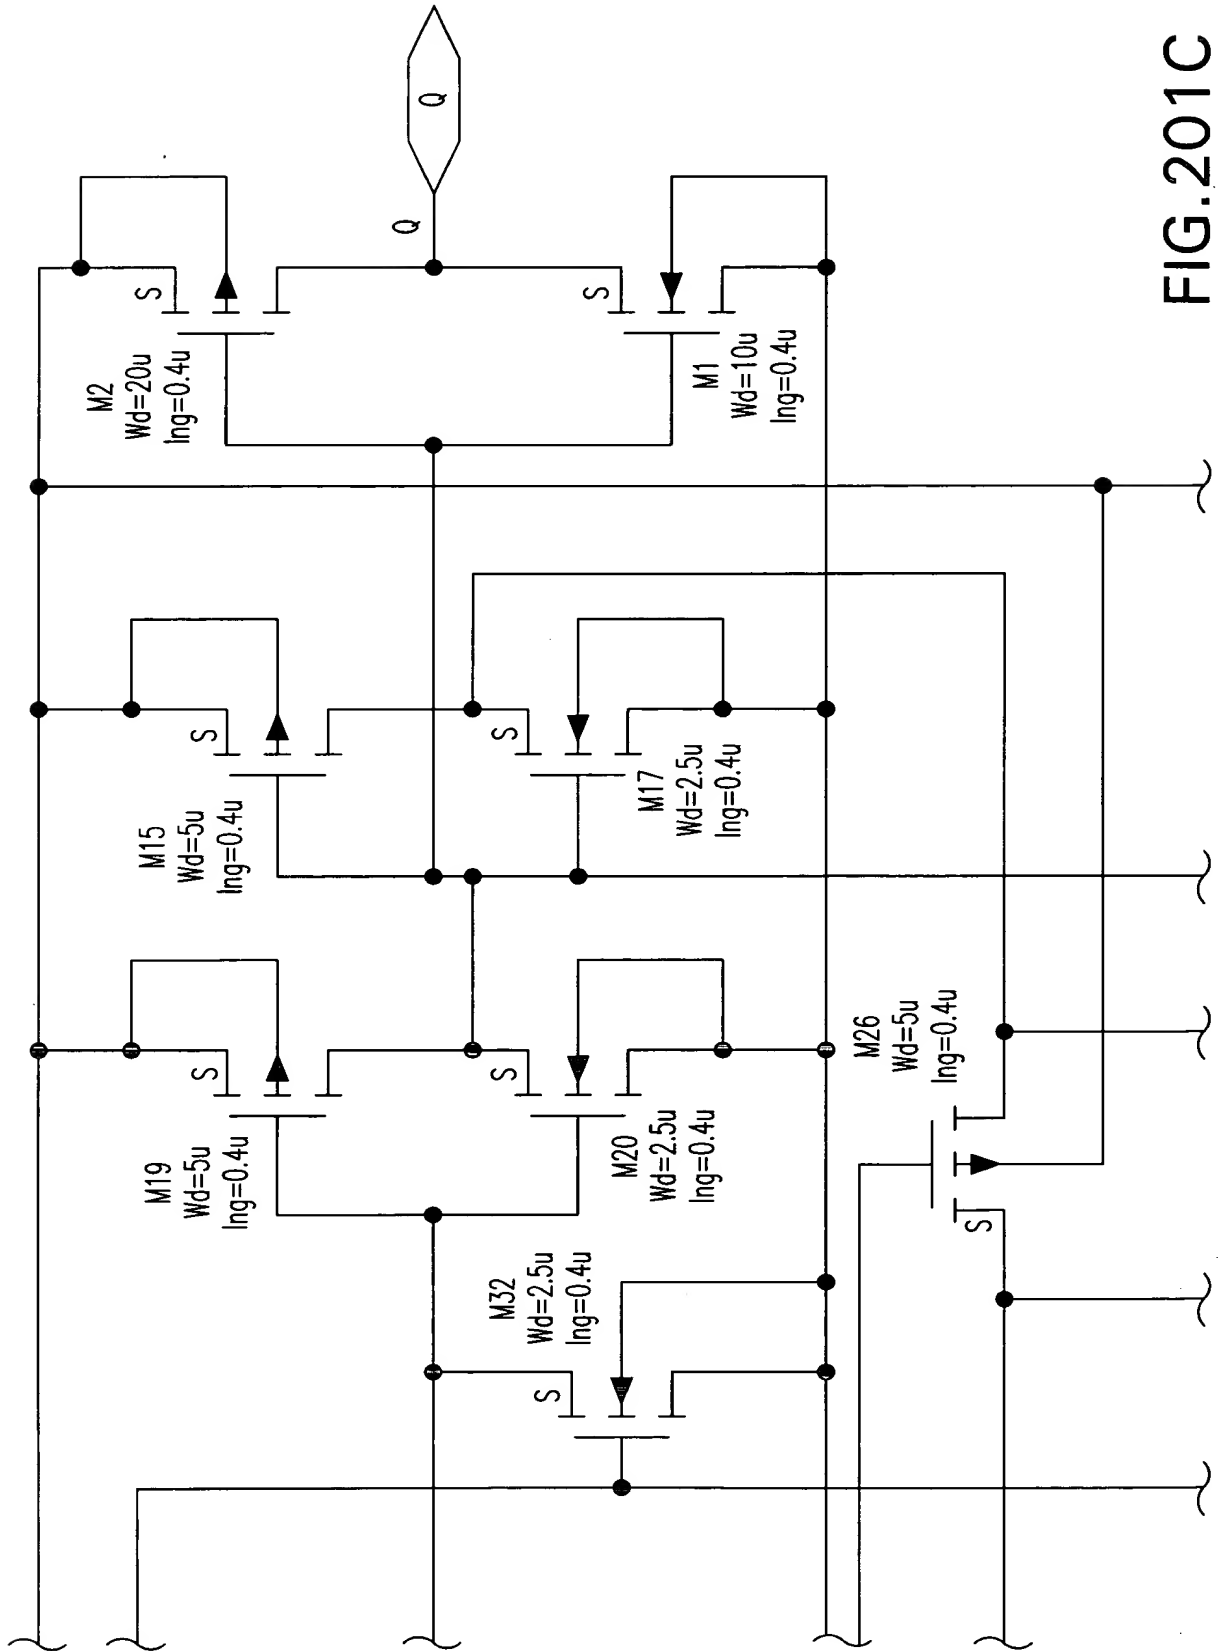 Q
Q
S
M2
Wd=20u
lng=0.4u
S
M1
Wd=10u
lng=0.4u
S
M15
Wd=5u
lng=0.4u
S
M17
Wd=2.5u
lng=0.4u
S
M19
Wd=5u
lng=0.4u
S
M20
Wd=2.5u
lng=0.4u
M26
Wd=5u
lng=0.4u
S
M32
Wd=2.5u
lng=0.4u
S
FIG.201C